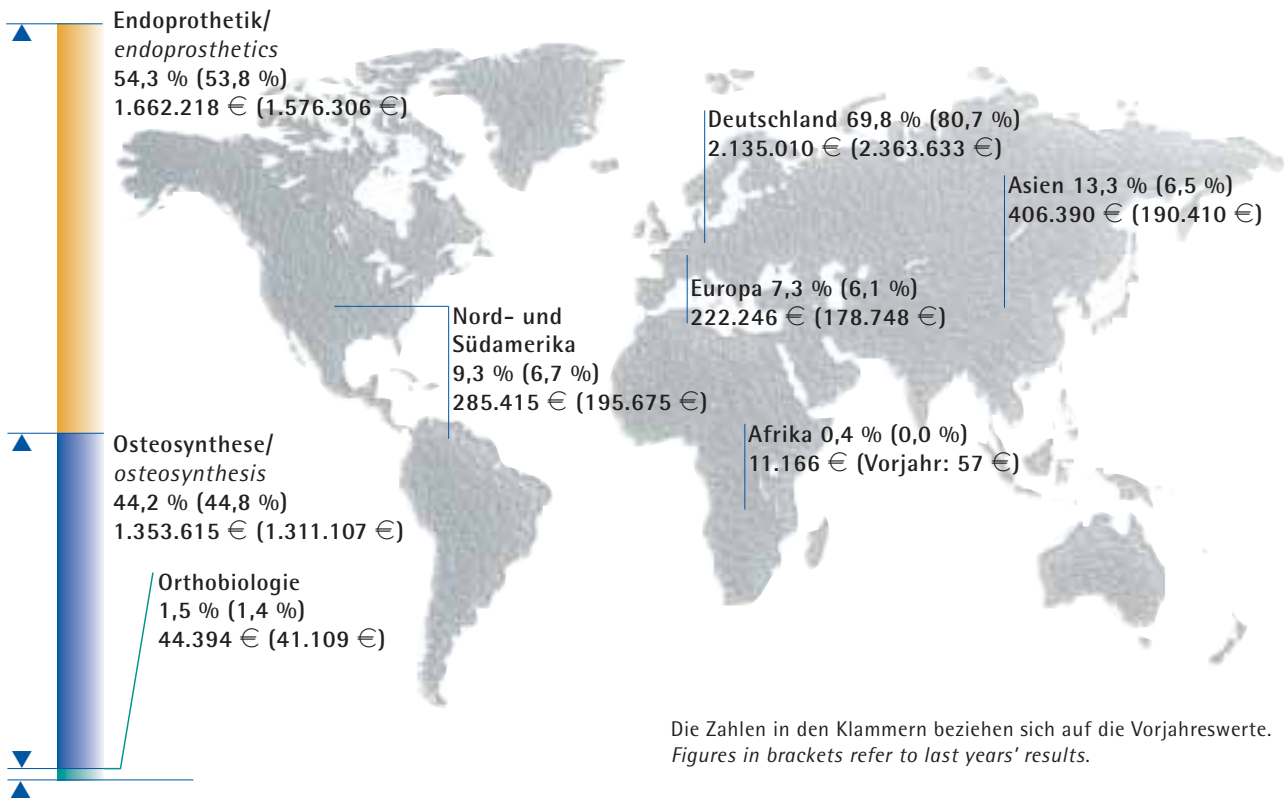 Endoprothetik/
endoprosthetics
54,3 % (53,8 %)
1.662.218 € (1.576.306 €)
Deutschland 69,8 % (80,7 %)
2.135.010 € (2.363.633 €)
Asien 13,3 % (6,5 %)
406.390 € (190.410 €)
Europa 7,3 % (6,1 %)
222.246 € (178.748 €)
Nord- und
Südamerika
9,3 % (6,7 %)
285.415 € (195.675 €)
Afrika 0,4 % (0,0 %)
11.166 € (Vorjahr: 57 €)
Osteosynthese/
osteosynthesis
44,2 % (44,8 %)
1.353.615 € (1.311.107 €)
Orthobiologie
1,5 % (1,4 %)
44.394 € (41.109 €)
Die Zahlen in den Klammern beziehen sich auf die Vorjahreswerte.
Figures in brackets refer to last years' results.